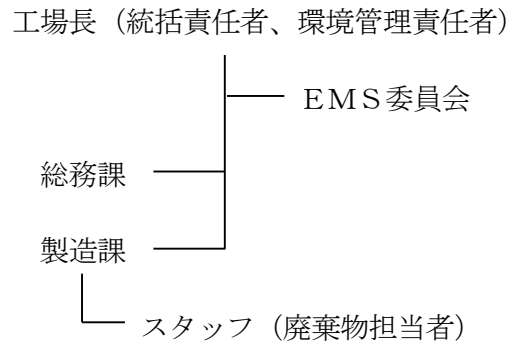 工場長（統括責任者、環境管理責任者）
ＥＭＳ委員会
総務課
製造課
スタッフ（廃棄物担当者）